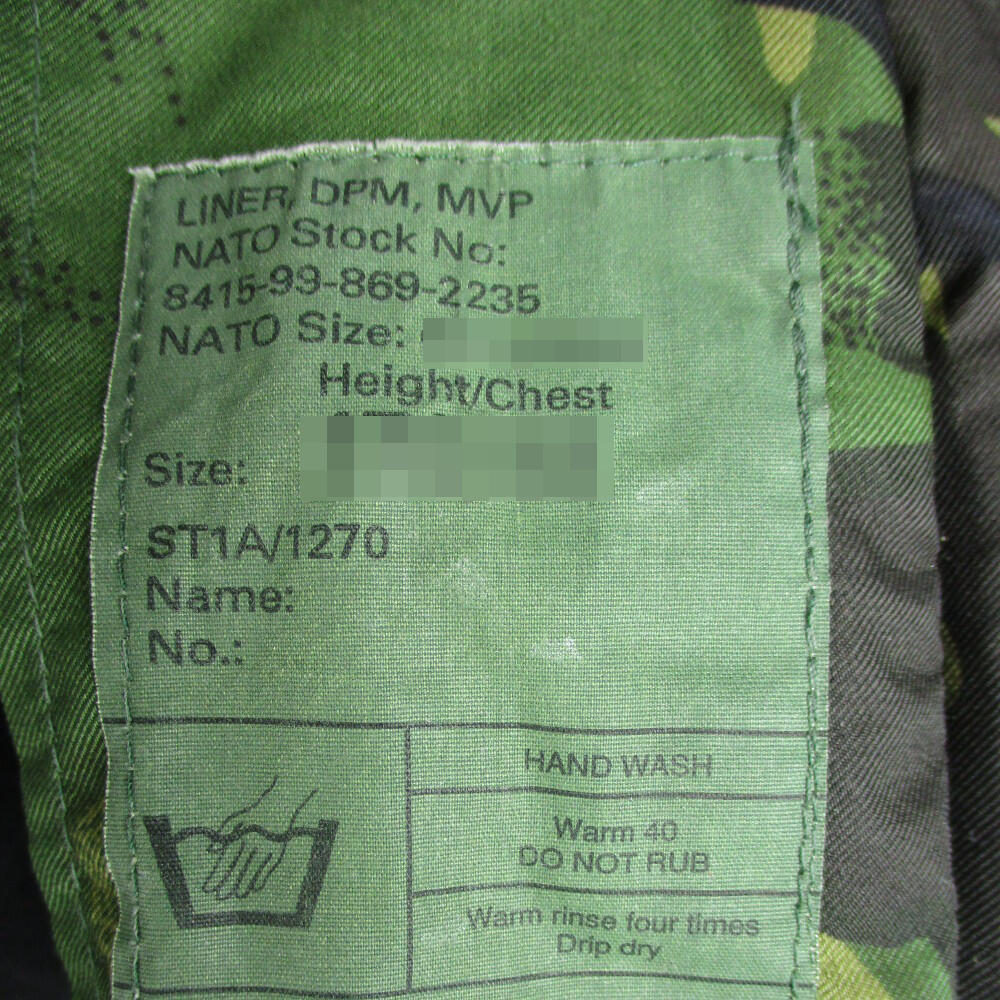 LINER, DPM, MVP
NATO Stock No:
8415-99-869-2235
NATO Size:
Height/Chest
Size:
ST1A/1270
Name:
No.:
HAND WASH
Warm 40
DO NOT RUB
Warm rinse four times
Drip dry